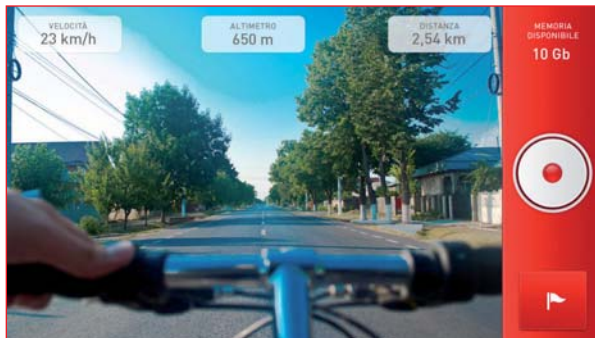 VELOCITÀ
23 km/h
ALTIMETRO
650 m
DISTANZA
2,54 km
MEMORIA
DISPONIBILE
10 Gb